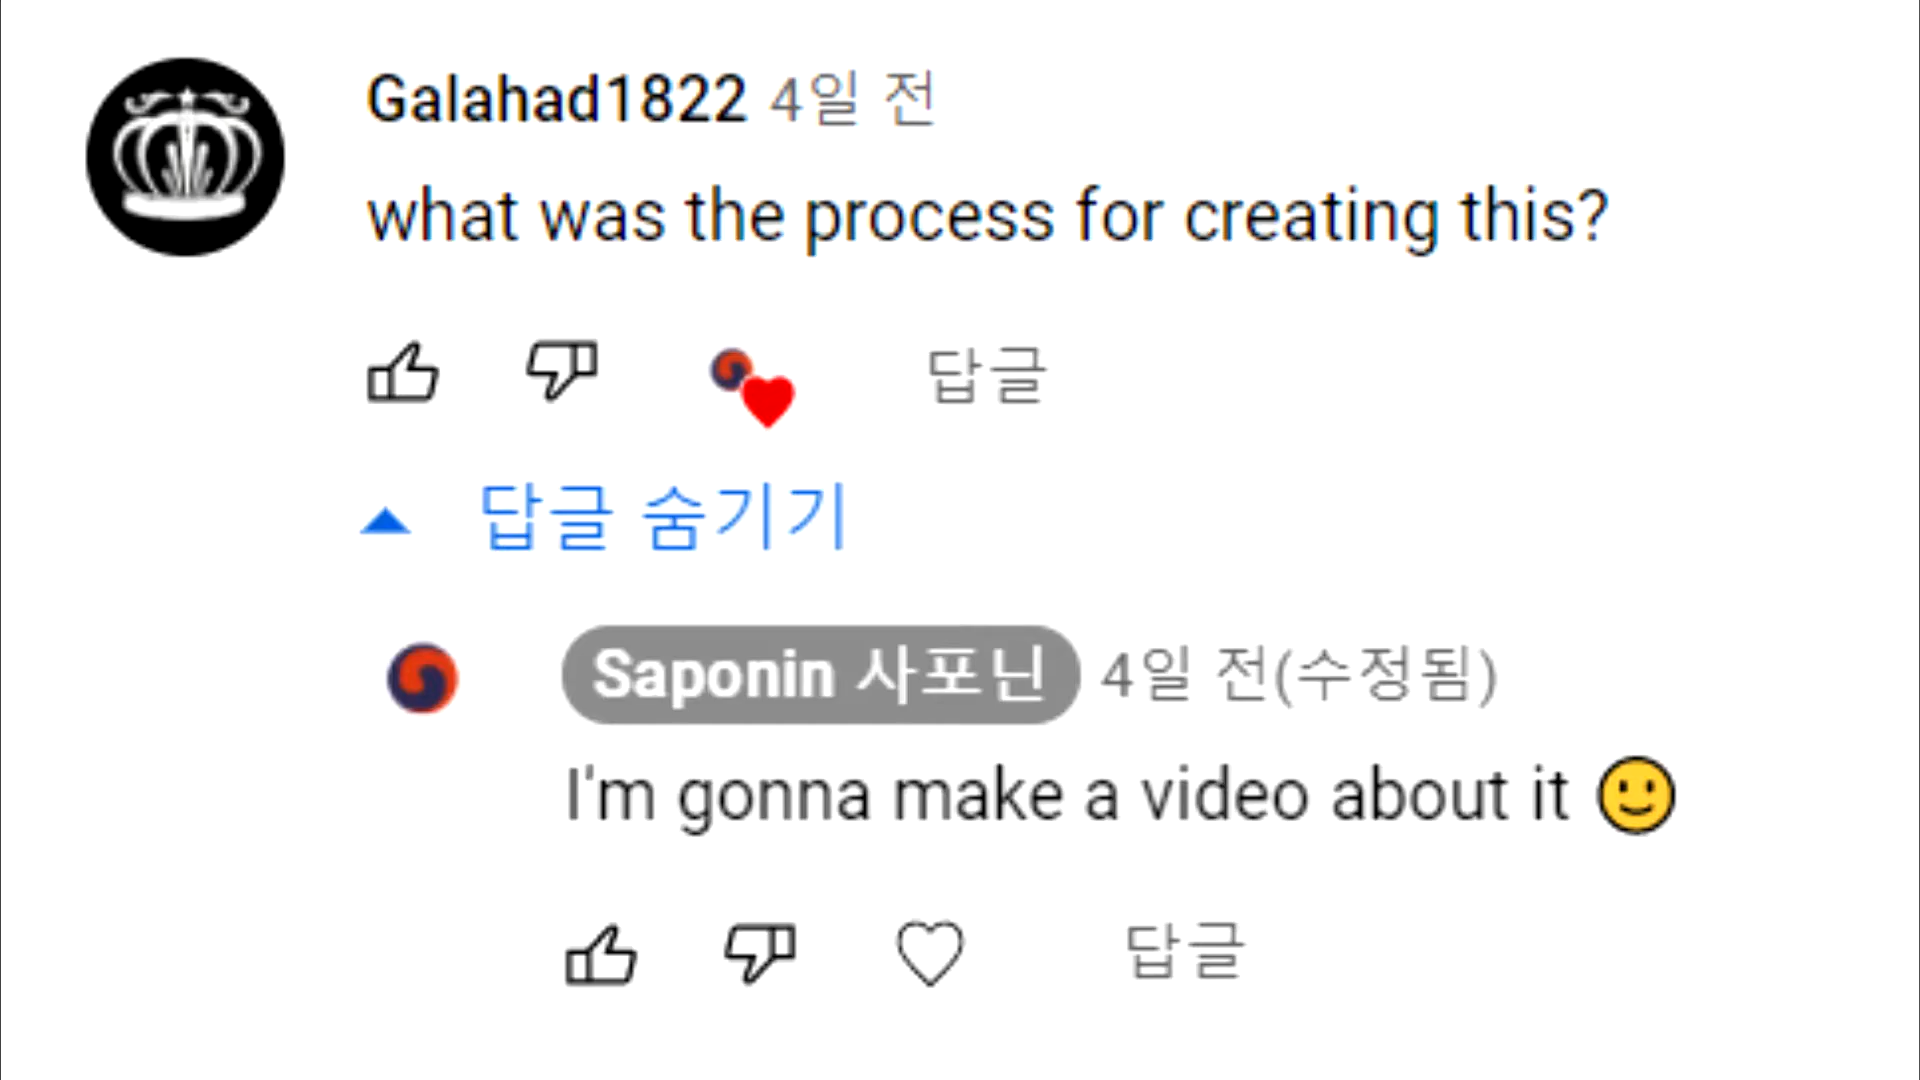 Galahad1822 4일 전
what was the process for creating this?
답글
답글 숨기기
Saponin 사포닌 4일 전(수정됨)
I'm gonna make a video about it 🙂
답글